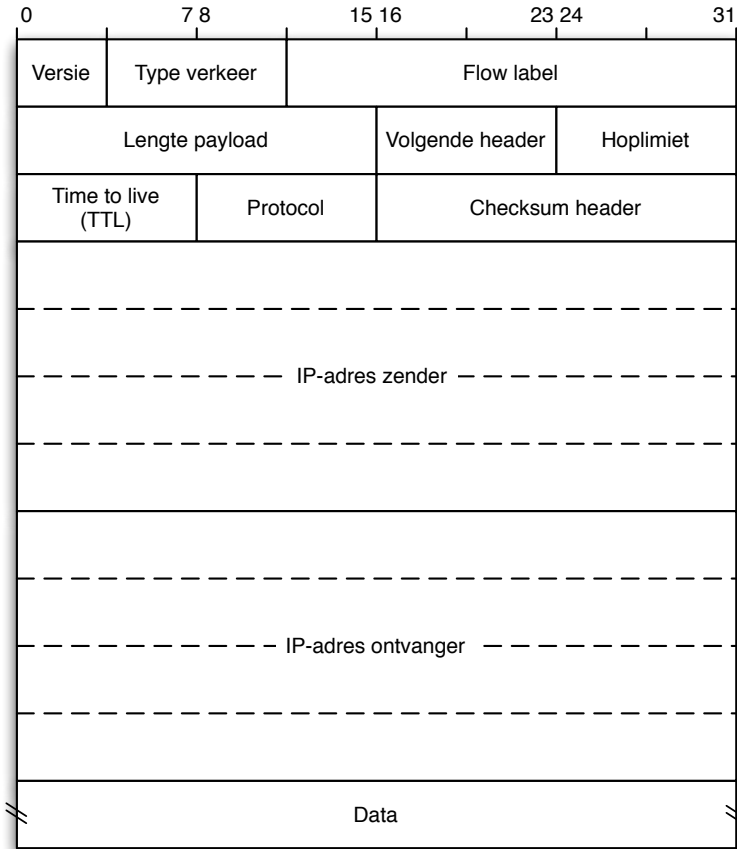 0 7 8 15 16 23 24 31
Versie Type verkeer Flow label
Lengte payload Volgende header Hoplimiet
Time to live
(TTL) Protocol Checksum header
IP-adres zender
IP-adres ontvanger
Data